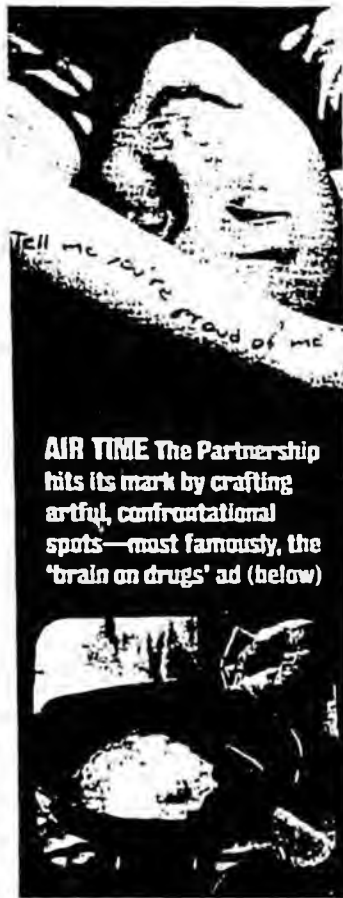 Tell me you're proud of me
AIR TIME The Partnership
hits its mark by crafting
artful, confrontational
spots—most famously, the
'brain on drugs' ad (below)